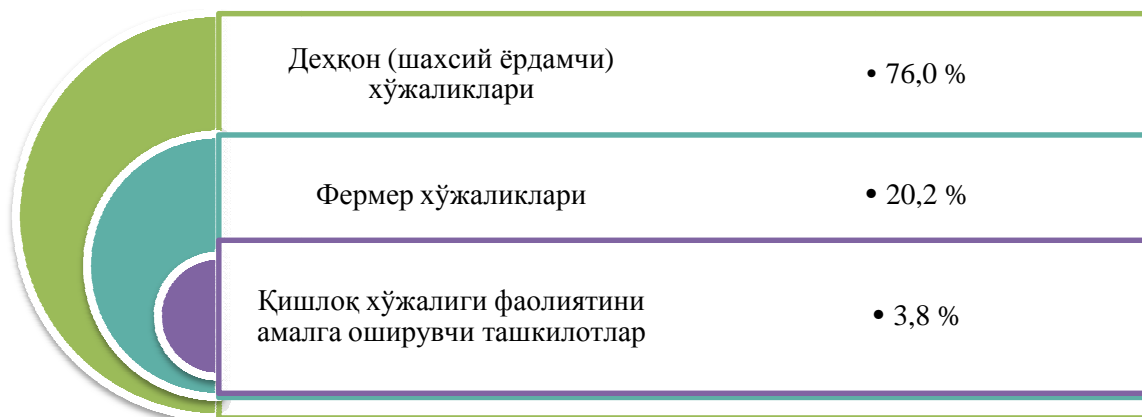 Деҳқон (шахсий ёрдамчи)
хўжаликлари
• 76,0 %
Фермер хўжаликлари
• 20,2 %
Қишлоқ хўжалиги фаолиятини
амалга оширувчи ташкилотлар
• 3,8 %